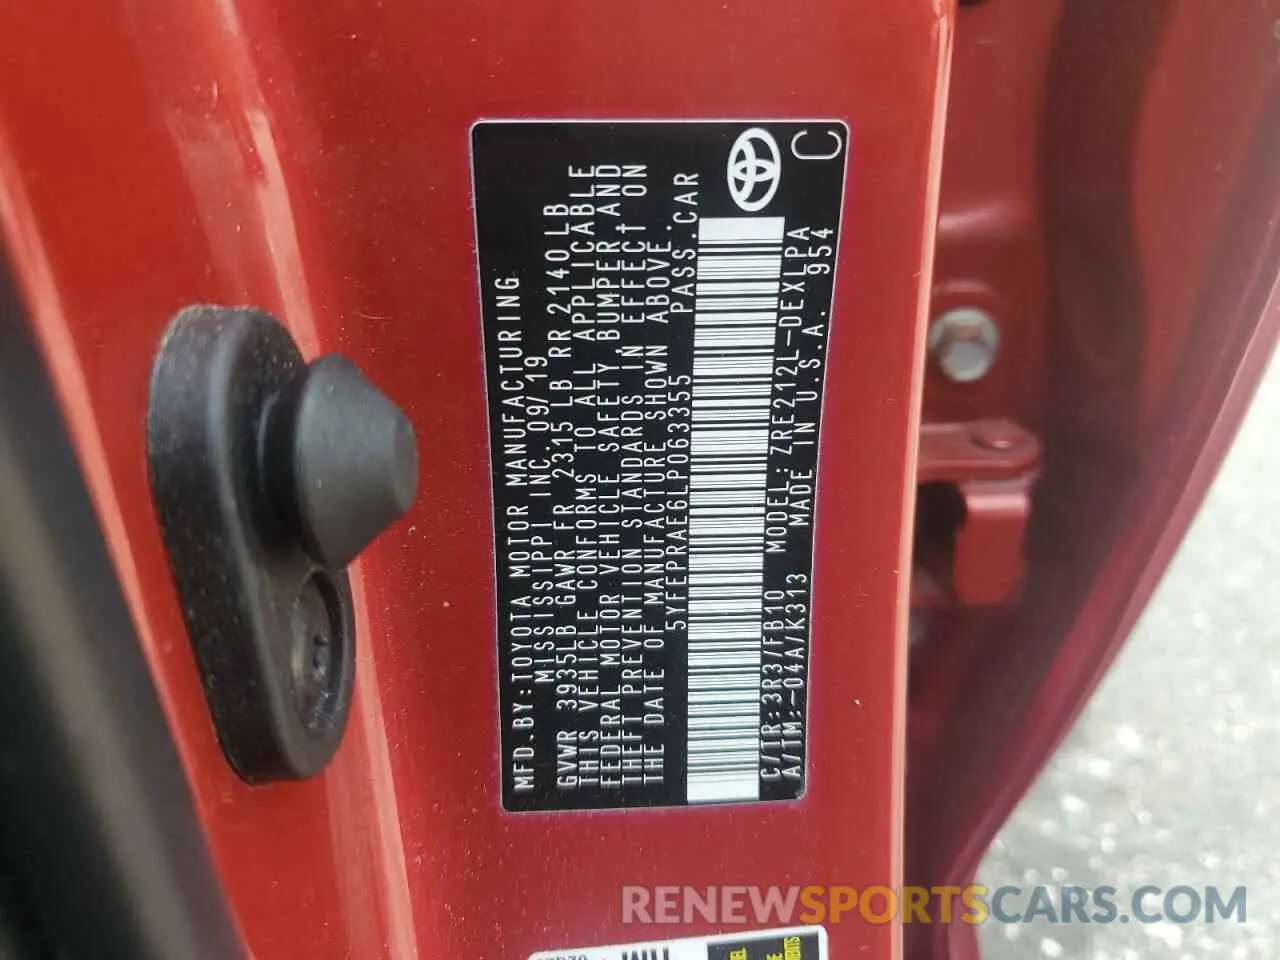 MFD.BY:TOYOTA MOTOR MANUFACTURING
MISSISSIPPI INC.09/19
GVWR 3935LB GAWR FR 2315 LB RR 2140 LB
THIS VEHICLE CONFORMS TO ALL APPLICABLE
FEDERAL MOTOR VEHICLE SAFETY, BUMPER AND
THEFT PREVENTION STANDARDS IN EFFECT ON
THE DATE OF MANUFACTURE SHOWN ABOVE.
5YFEPRAE6LP063355 PASS.CAR
C/TR:3R3/FB10 MODEL:ZRE212L-DEXLPA
A/TM:-04A/K313 MADE IN U.S.A. 954
C
RENEWSPORTSCARS.COM